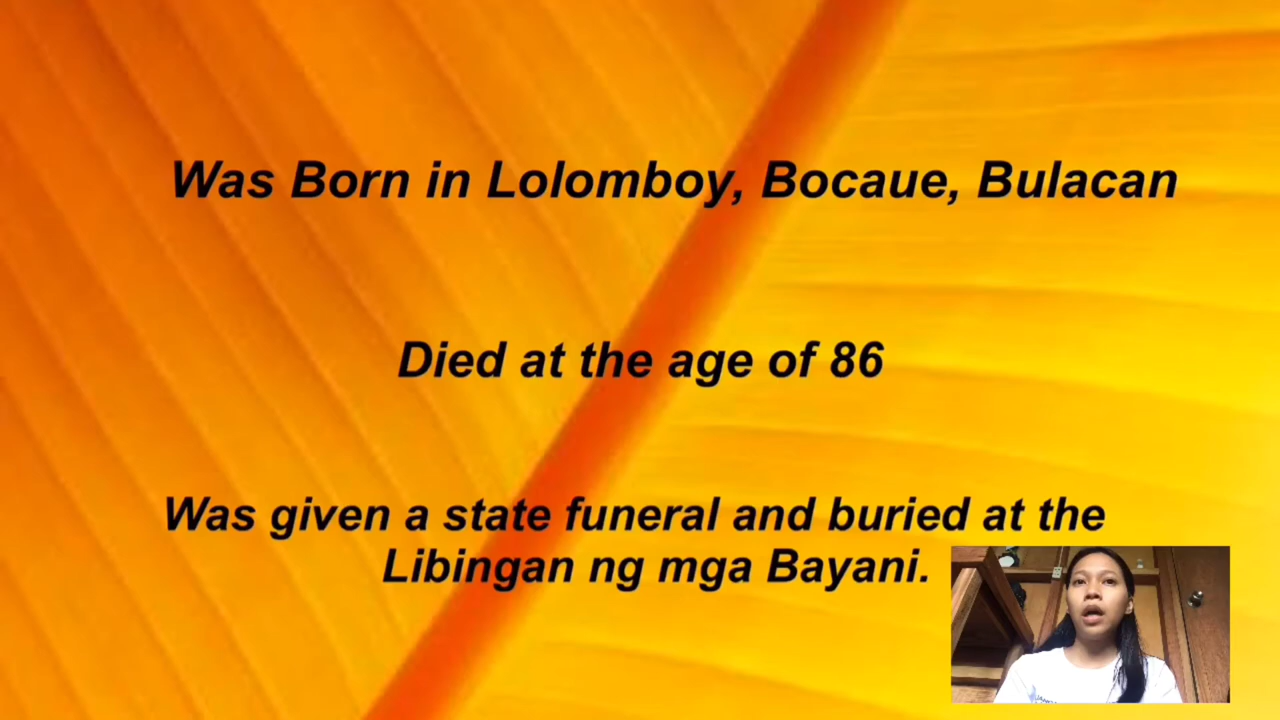 Was Born in Lolomboy, Bocaue, Bulacan
Died at the age of 86
Was given a state funeral and buried at the
Libingan ng mga Bayani.